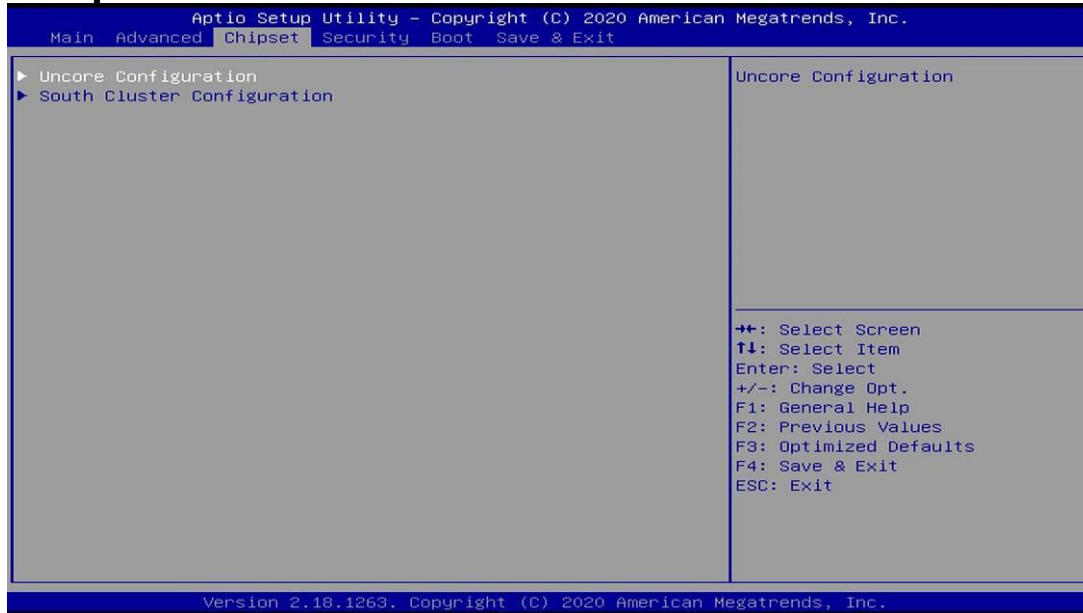 Aptio Setup Utility – Copyright (C) 2020 American Megatrends, Inc.
Main Advanced Chipset Security Boot Save & Exit
► Uncore Configuration
► South Cluster Configuration
Uncore Configuration
→←: Select Screen
↑↓: Select Item
Enter: Select
+/-: Change Opt.
F1: General Help
F2: Previous Values
F3: Optimized Defaults
F4: Save & Exit
ESC: Exit
Version 2.18.1263. Copyright (C) 2020 American Megatrends, Inc.